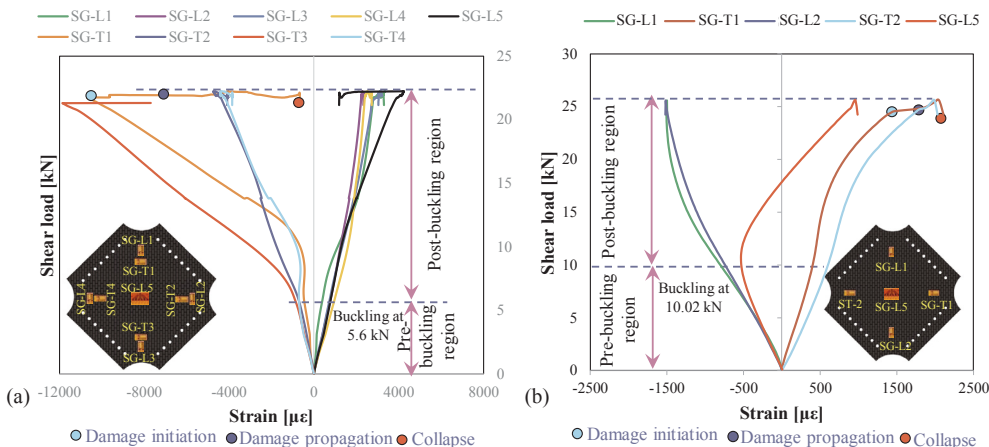 SG-L1 SG-L2 SG-L3 SG-L4 SG-L5
SG-T1 SG-T2 SG-T3 SG-T4
Shear load [kN]
25
20
15
10
5
0
Post-buckling region
Pre-buckling region
Buckling at
5.6 kN
SG-L1
SG-T1
SG-L5
SG-L4
SG-T4
SG-T2
SG-L2
SG-T3
SG-L3
-12000 -8000 -4000 0 4000 8000
(a)
Strain [µε]
Damage initiation Damage propagation Collapse
SG-L1 SG-T1 SG-L2 SG-T2 SG-L5
Shear load [kN]
30
25
20
15
10
5
0
Post-buckling region
Pre-buckling
region
Buckling at
10.02 kN
SG-L1
ST-2
SG-L5
SG-T1
SG-L2
-2500 -1500 -500 500 1500 2500
(b)
Strain [µε]
Damage initiation Damage propagation Collapse